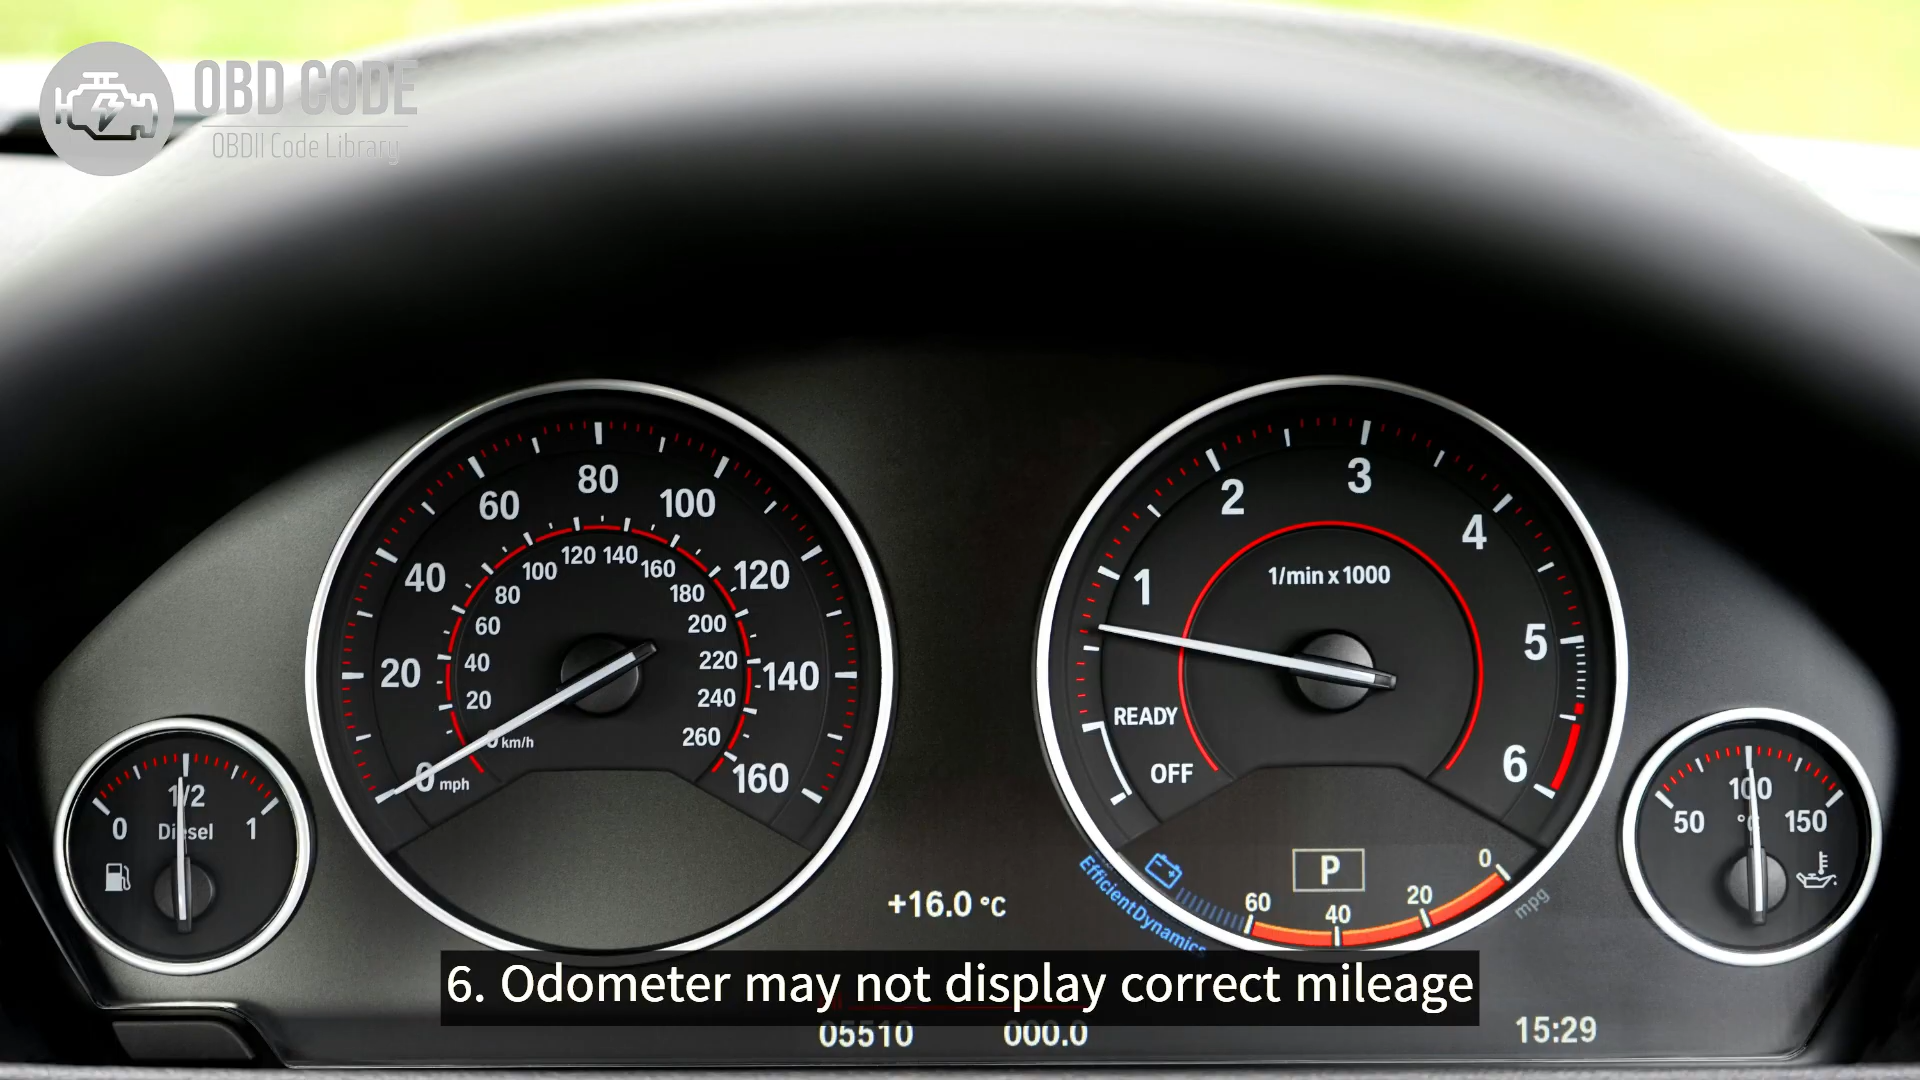 OBD CODE
OBDII Code Library
0 1/2 1
Diesel
0 20 40 60 80 100 120 140 160
mph
20 40 60 80 100 120 140 160 180 200 220 240 260
km/h
+16.0 °C
1 2 3 4 5 6
1/min x 1000
READY
OFF
P
60 40 20 0
mpg
EfficientDynamics
50 100 150
6. Odometer may not display correct mileage
05510 000.0 15:29